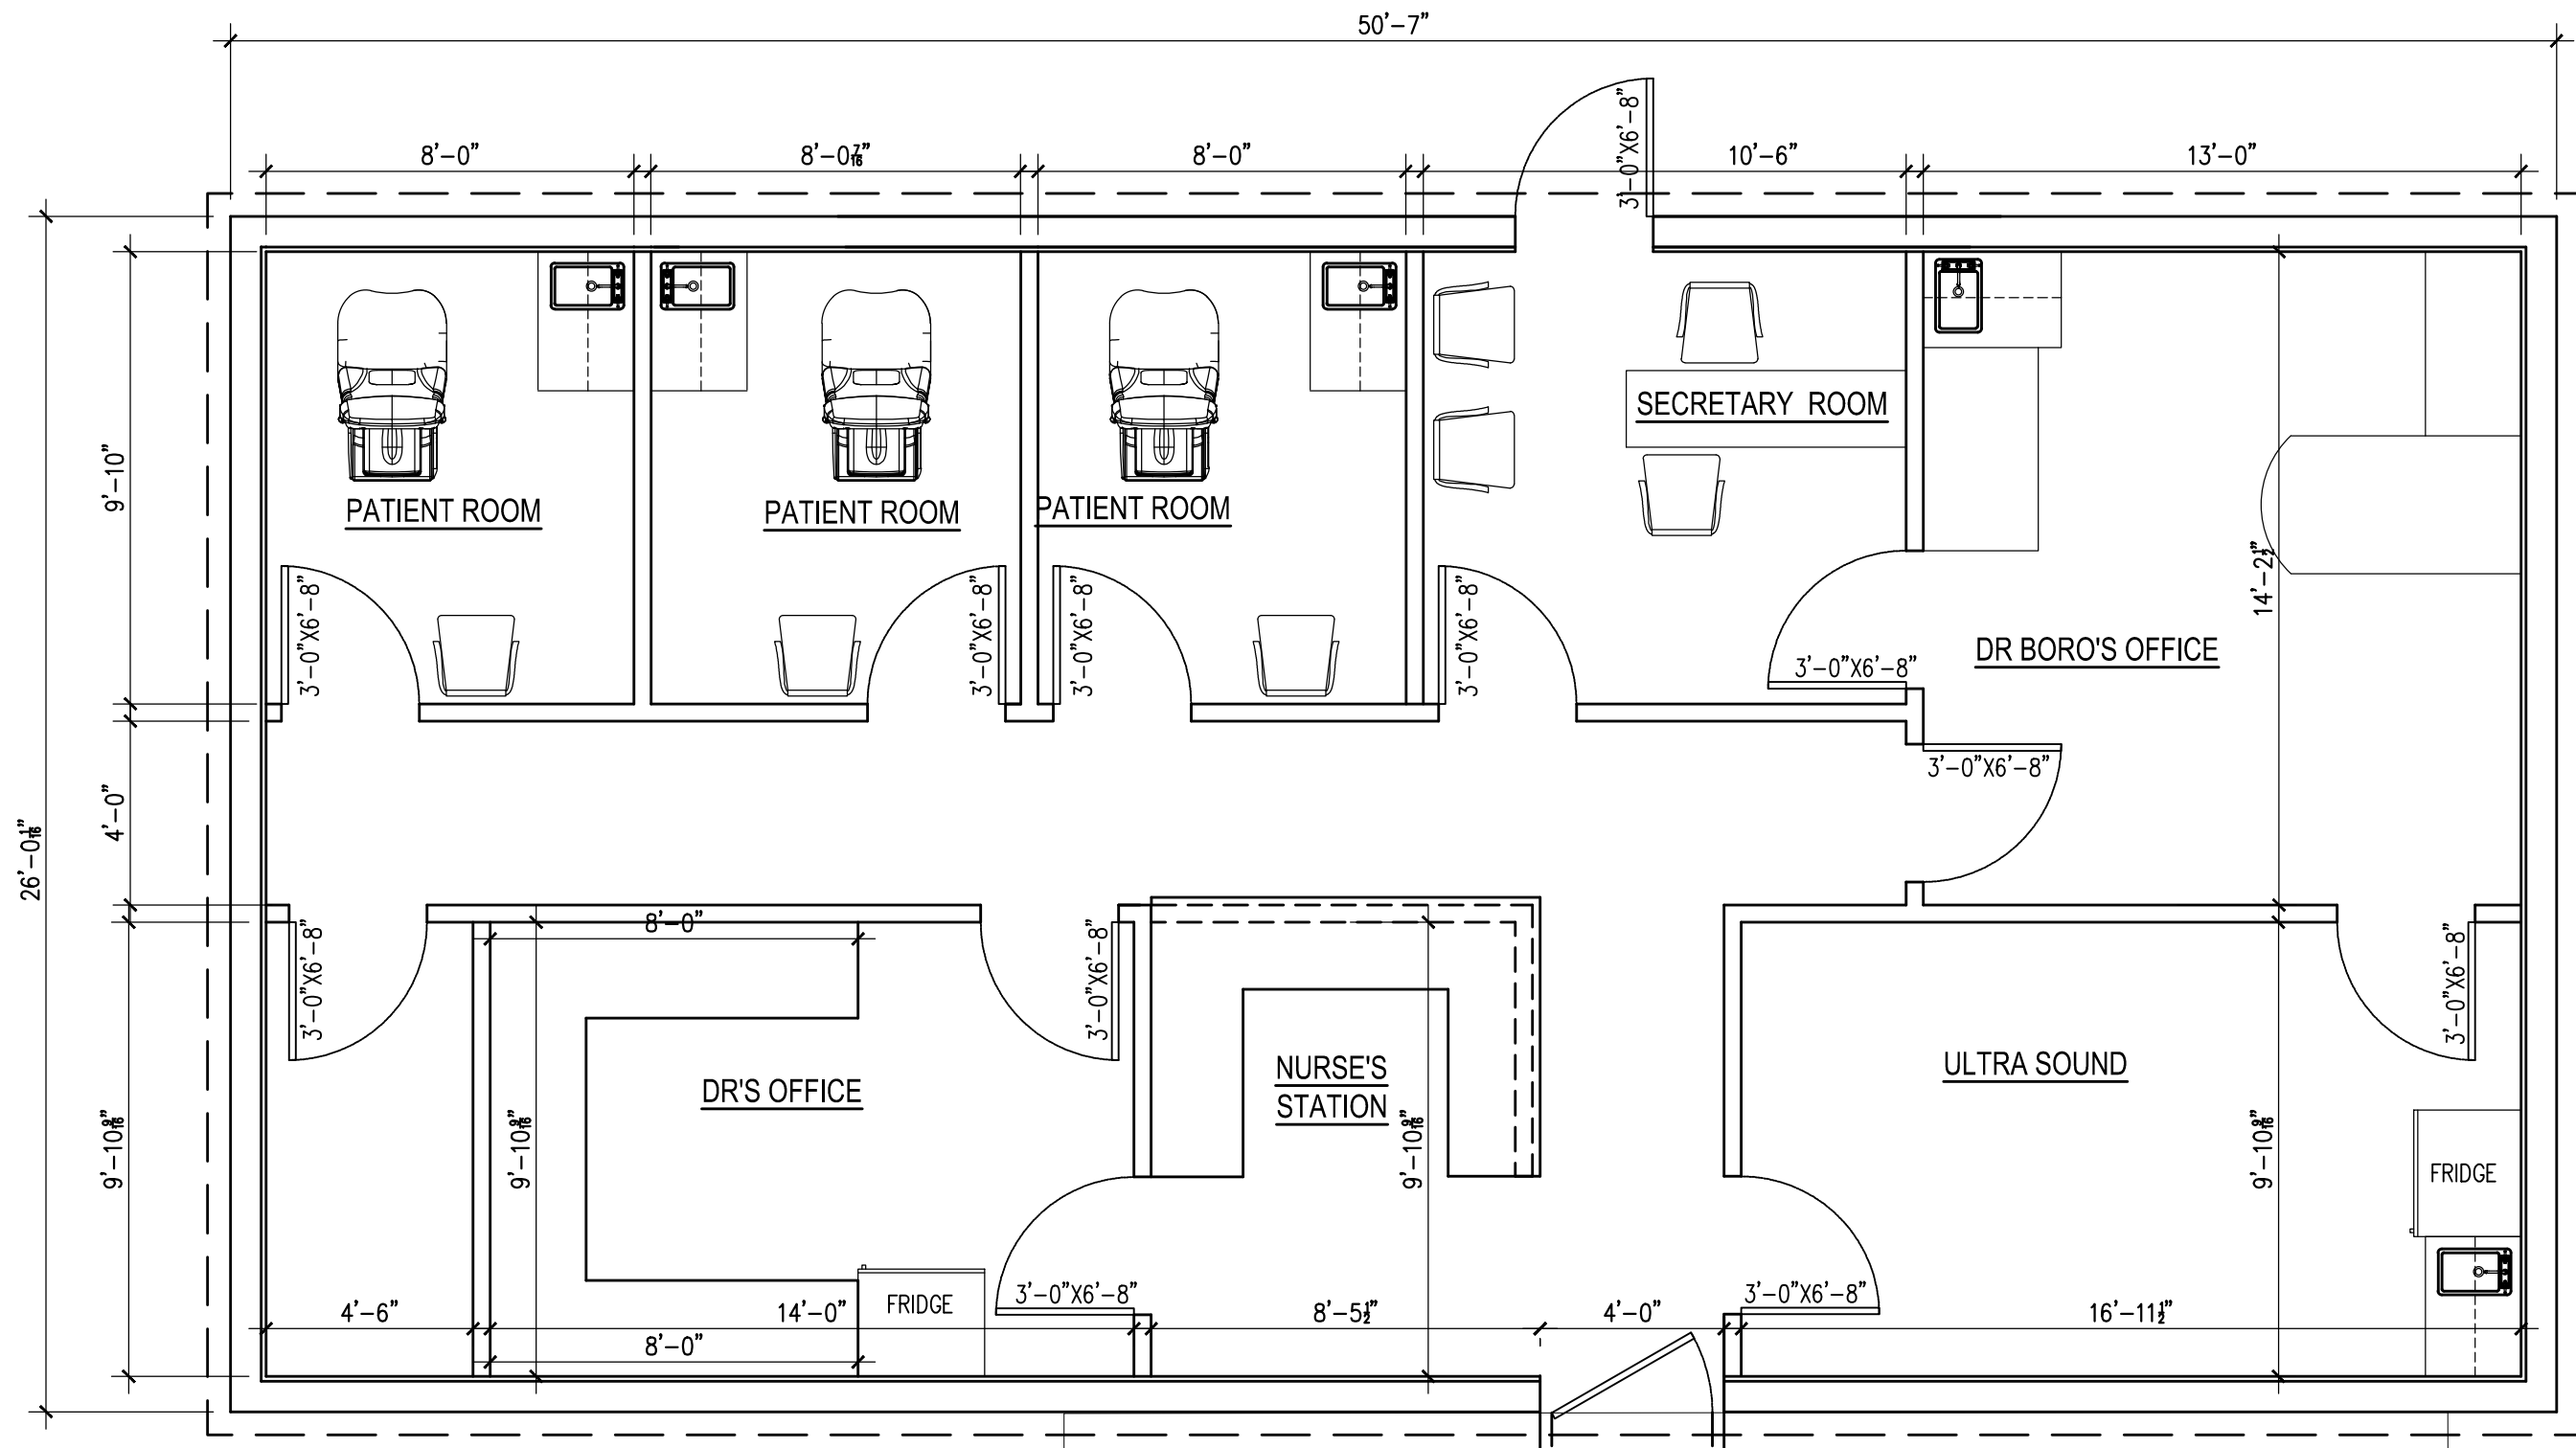 50'-7"
8'-0"
8'-0 7/16"
8'-0"
10'-6"
13'-0"
3'-0"X6'-8"
SECRETARY ROOM
9'-10"
PATIENT ROOM
PATIENT ROOM
PATIENT ROOM
14'-2 1/2"
3'-0"X6'-8"
3'-0"X6'-8"
3'-0"X6'-8"
3'-0"X6'-8"
DR BORO'S OFFICE
3'-0"X6'-8"
3'-0"X6'-8"
4'-0"
26'-0 1/16"
8'-0"
3'-0"X6'-8"
3'-0"X6'-8"
3'-0"X6'-8"
NURSE'S
STATION
ULTRA SOUND
DR'S OFFICE
9'-10 9/16"
9'-10 9/16"
9'-10 9/16"
9'-10 9/16"
FRIDGE
3'-0"X6'-8"
3'-0"X6'-8"
FRIDGE
4'-6"
14'-0"
8'-5 1/2"
4'-0"
16'-11 1/2"
8'-0"